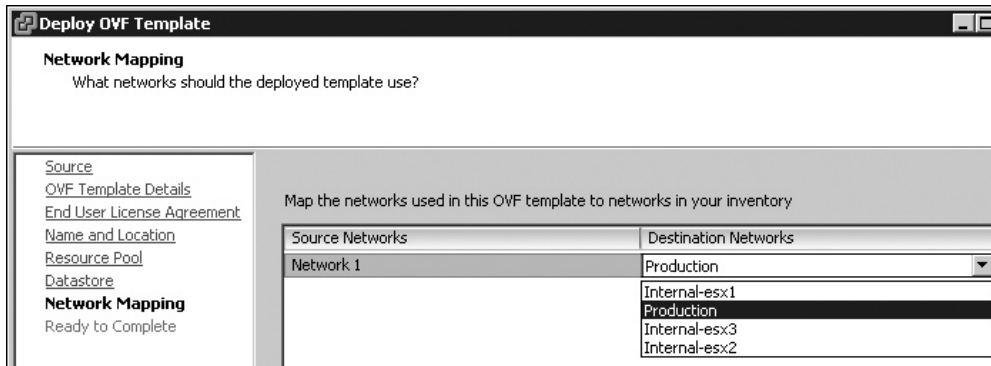 Deploy OVF Template
Network Mapping
What networks should the deployed template use?
Source
OVF Template Details
End User License Agreement
Name and Location
Resource Pool
Datastore
Network Mapping
Ready to Complete
Map the networks used in this OVF template to networks in your inventory
Source Networks Destination Networks
Network 1 Production
Internal-esx1
Production
Internal-esx3
Internal-esx2